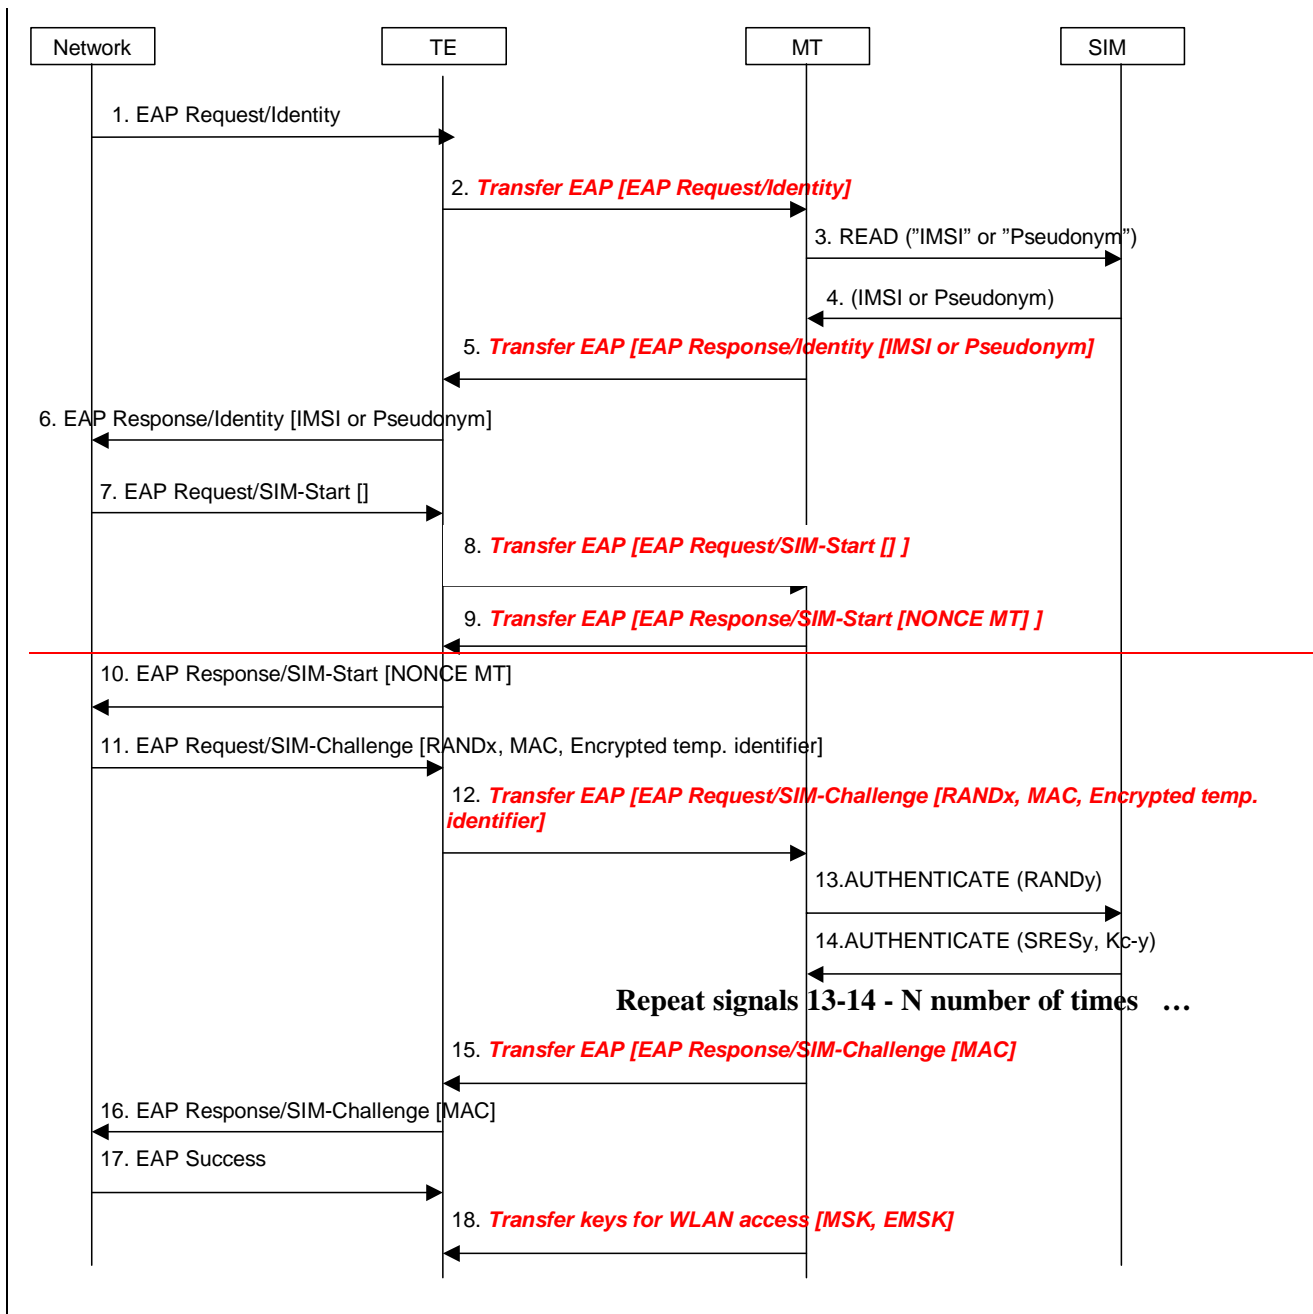 Network TE MT SIM
1. EAP Request/Identity
2. Transfer EAP [EAP Request/Identity]
3. READ (”IMSI” or ”Pseudonym”)
4. (IMSI or Pseudonym)
5. Transfer EAP [EAP Response/Identity [IMSI or Pseudonym]
6. EAP Response/Identity [IMSI or Pseudonym]
7. EAP Request/SIM-Start []
8. Transfer EAP [EAP Request/SIM-Start [] ]
9. Transfer EAP [EAP Response/SIM-Start [NONCE MT] ]
10. EAP Response/SIM-Start [NONCE MT]
11. EAP Request/SIM-Challenge [RANDx, MAC, Encrypted temp. identifier]
12. Transfer EAP [EAP Request/SIM-Challenge [RANDx, MAC, Encrypted temp.
identifier]
13.AUTHENTICATE (RANDy)
14.AUTHENTICATE (SRESy, Kc-y)
Repeat signals 13-14 - N number of times …
15. Transfer EAP [EAP Response/SIM-Challenge [MAC]
16. EAP Response/SIM-Challenge [MAC]
17. EAP Success
18. Transfer keys for WLAN access [MSK, EMSK]